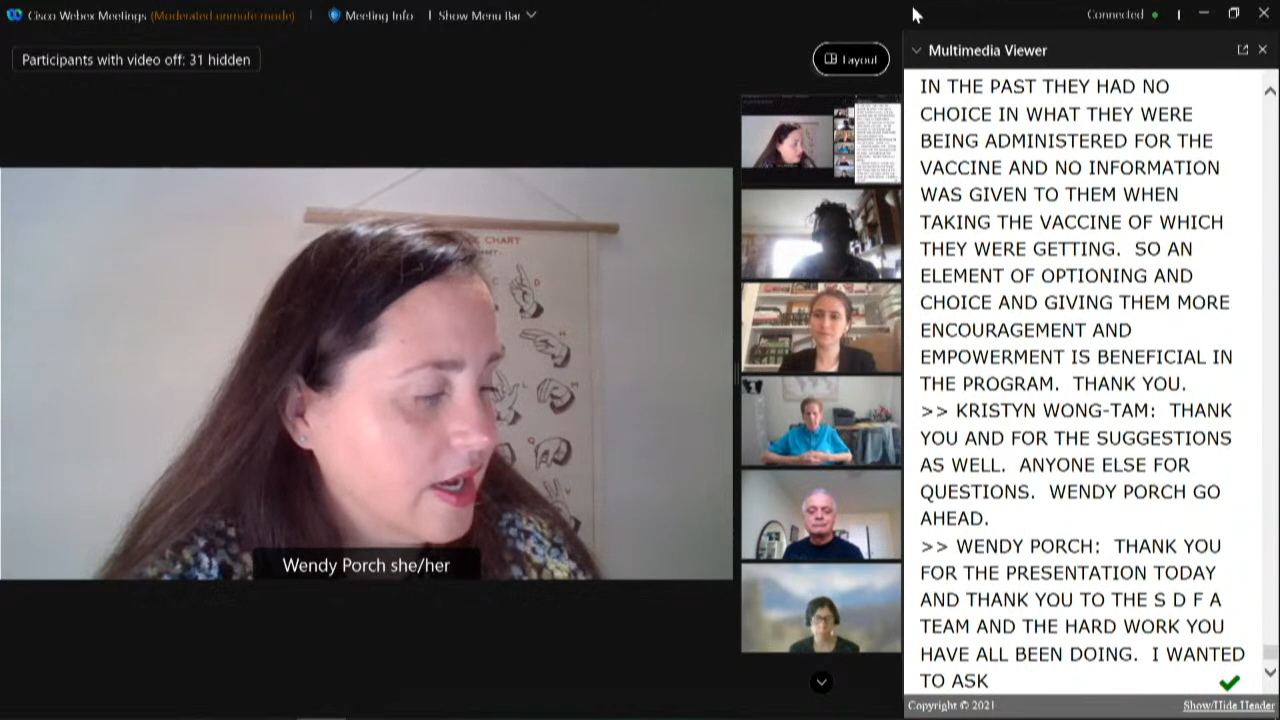 Cisco Webex Meetings (Moderated unmute mode) Meeting Info Show Menu Bar
Connected
Participants with video off: 31 hidden
Layout
CHART
Wendy Porch she/her
Multimedia Viewer
IN THE PAST THEY HAD NO
CHOICE IN WHAT THEY WERE
BEING ADMINISTERED FOR THE
VACCINE AND NO INFORMATION
WAS GIVEN TO THEM WHEN
TAKING THE VACCINE OF WHICH
THEY WERE GETTING. SO AN
ELEMENT OF OPTIONING AND
CHOICE AND GIVING THEM MORE
ENCOURAGEMENT AND
EMPOWERMENT IS BENEFICIAL IN
THE PROGRAM. THANK YOU.
>> KRISTYN WONG-TAM: THANK
YOU AND FOR THE SUGGESTIONS
AS WELL. ANYONE ELSE FOR
QUESTIONS. WENDY PORCH GO
AHEAD.
>> WENDY PORCH: THANK YOU
FOR THE PRESENTATION TODAY
AND THANK YOU TO THE S D F A
TEAM AND THE HARD WORK YOU
HAVE ALL BEEN DOING. I WANTED
TO ASK
Copyright © 2021 Show/Hide Header